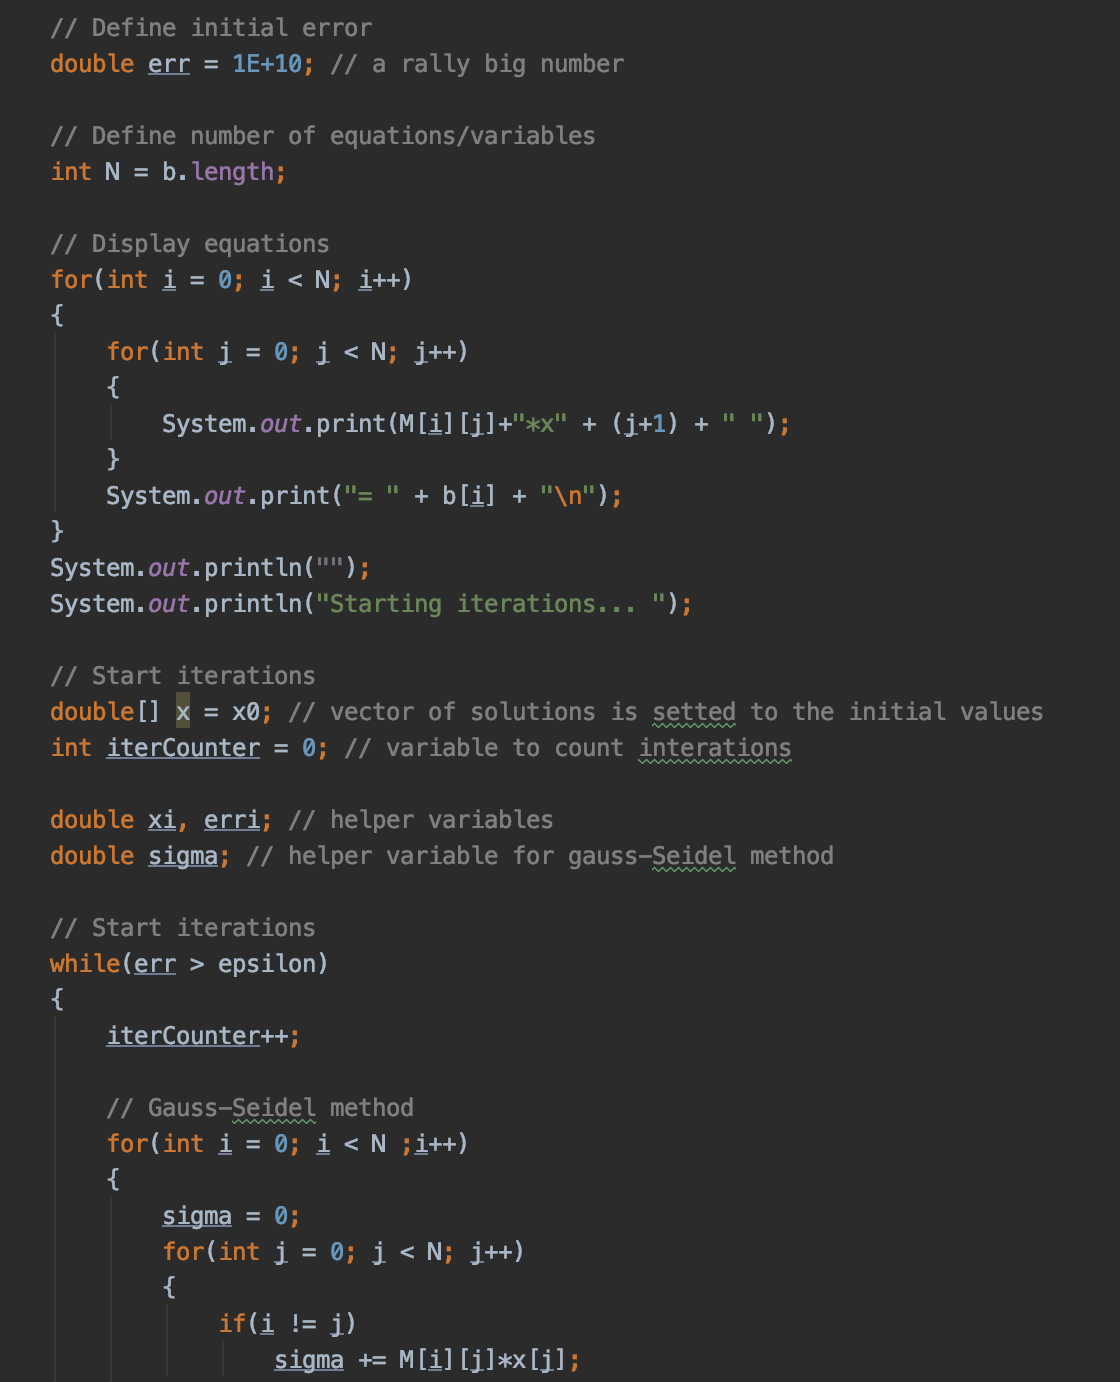 // Define initial error
double err = 1E+10; // a rally big number
// Define number of equations/variables
int N = b.length;
// Display equations
for(int i = 0; i < N; i++)
{
for(int j = 0; j < N; j++)
{
System.out.print(M[i][j]+"*x" + (j+1) + " ");
}
System.out.print("= " + b[i] + "\n");
}
System.out.println("");
System.out.println("Starting iterations... ");
// Start iterations
double[] x = x0; // vector of solutions is setted to the initial values
int iterCounter = 0; // variable to count interations
double xi, erri; // helper variables
double sigma; // helper variable for gauss-Seidel method
// Start iterations
while(err > epsilon)
{
iterCounter++;
// Gauss-Seidel method
for(int i = 0; i < N ;i++)
{
sigma = 0;
for(int j = 0; j < N; j++)
{
if(i != j)
sigma += M[i][j]*x[j];